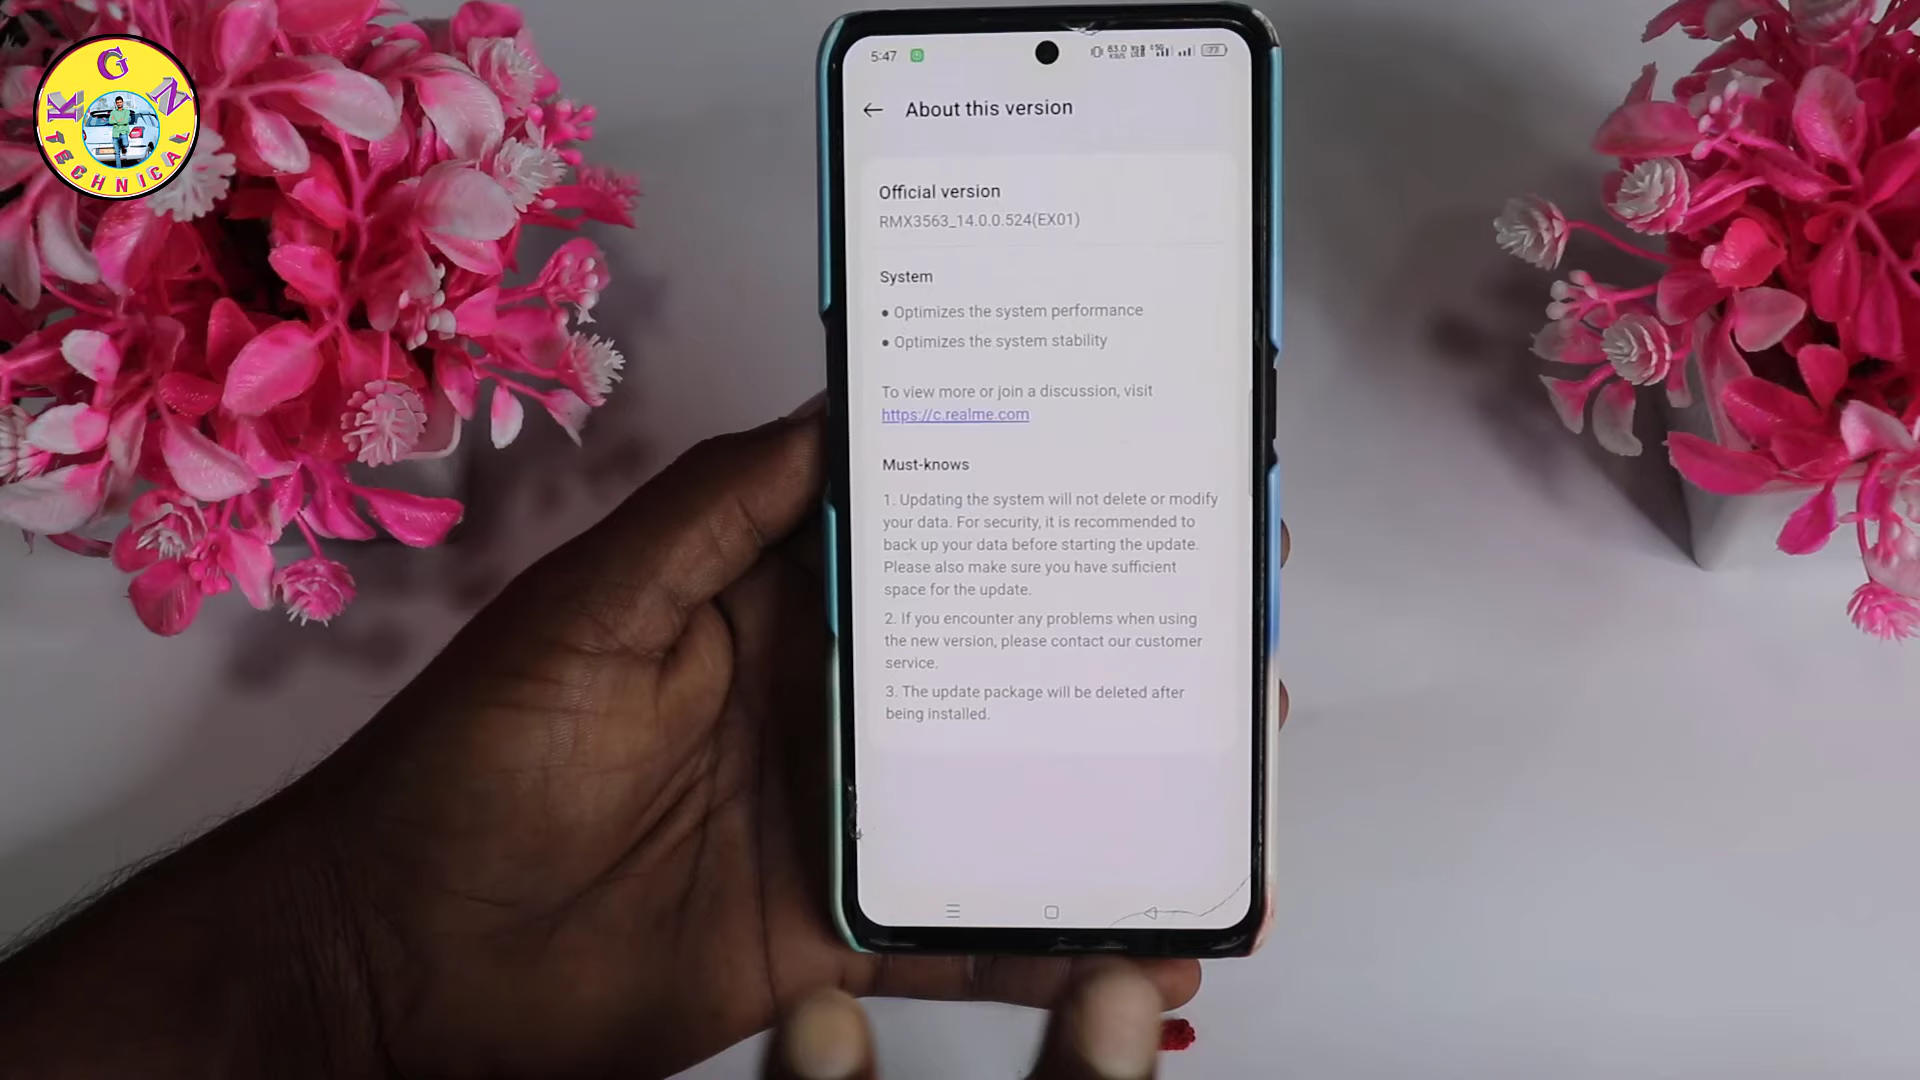 K G N
TECHNICAL
5:47
83.0
KB/S
5G
77
About this version
Official version
RMX3563_14.0.0.524(EX01)
System
• Optimizes the system performance
• Optimizes the system stability
To view more or join a discussion, visit
https://c.realme.com
Must-knows
1. Updating the system will not delete or modify
your data. For security, it is recommended to
back up your data before starting the update.
Please also make sure you have sufficient
space for the update.
2. If you encounter any problems when using
the new version, please contact our customer
service.
3. The update package will be deleted after
being installed.